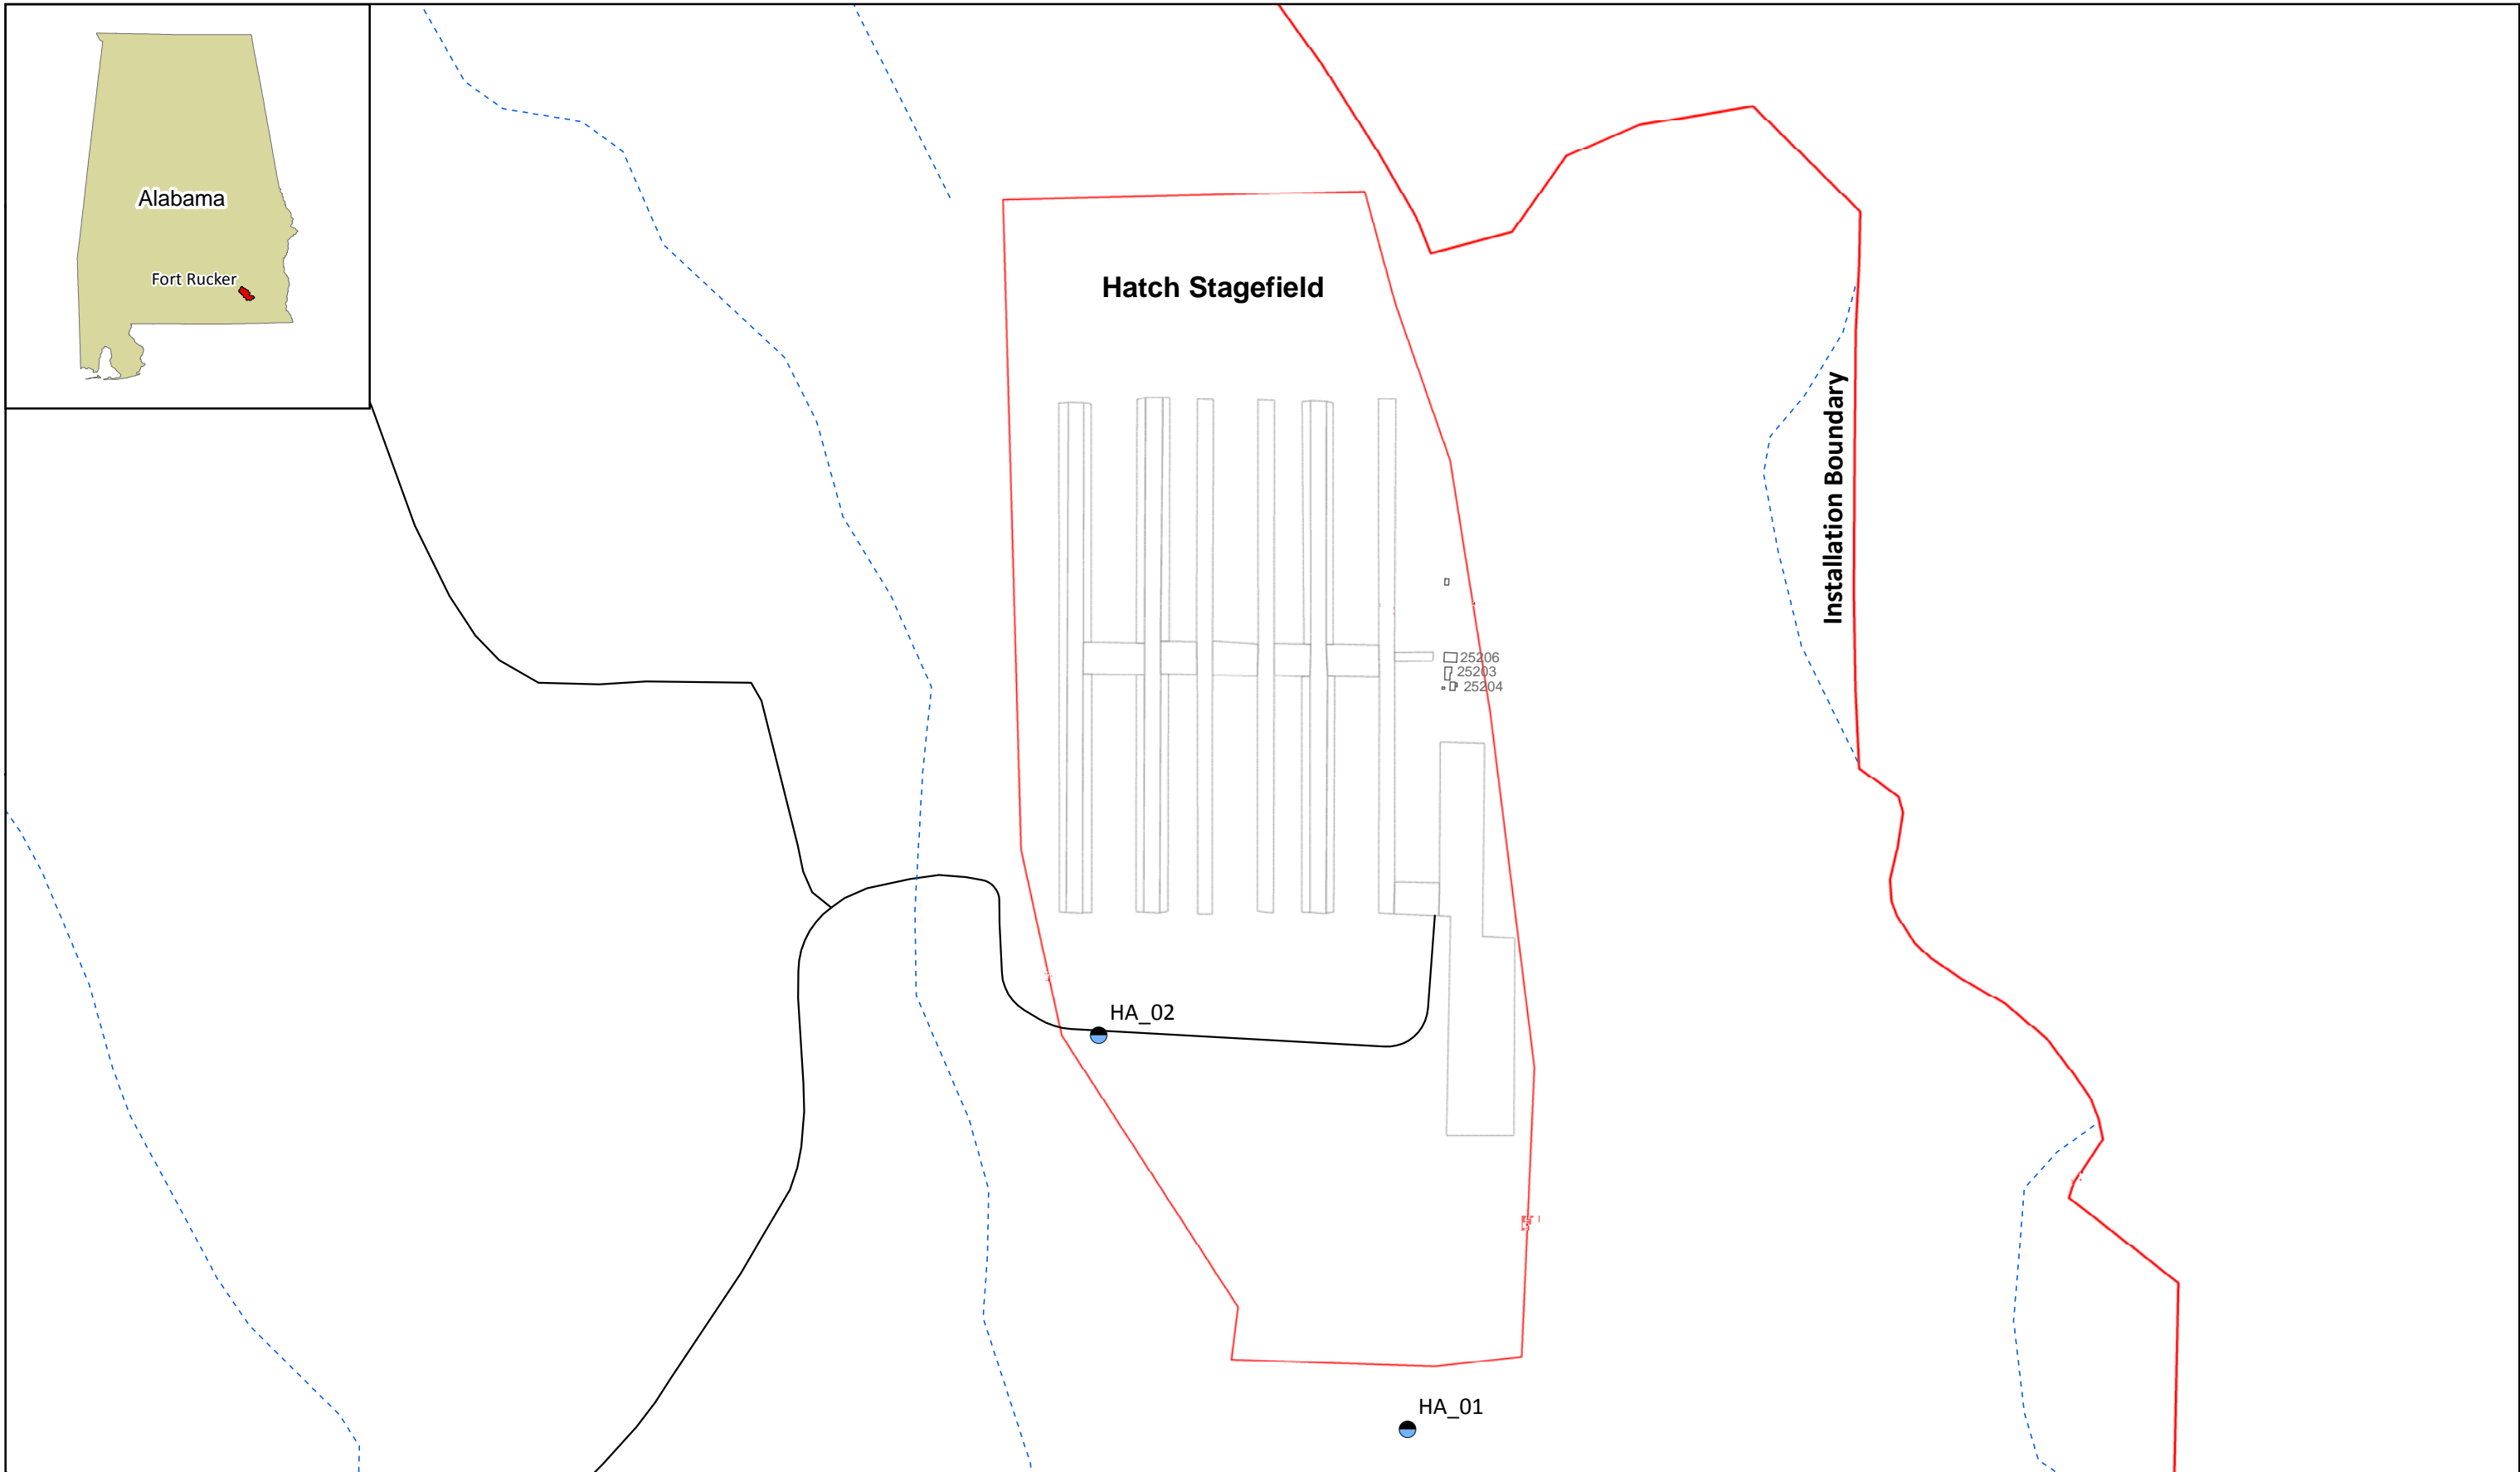 Alabama
Fort Rucker
Hatch Stagefield
Installation Boundary
25206
25203
25204
HA_02
HA_01